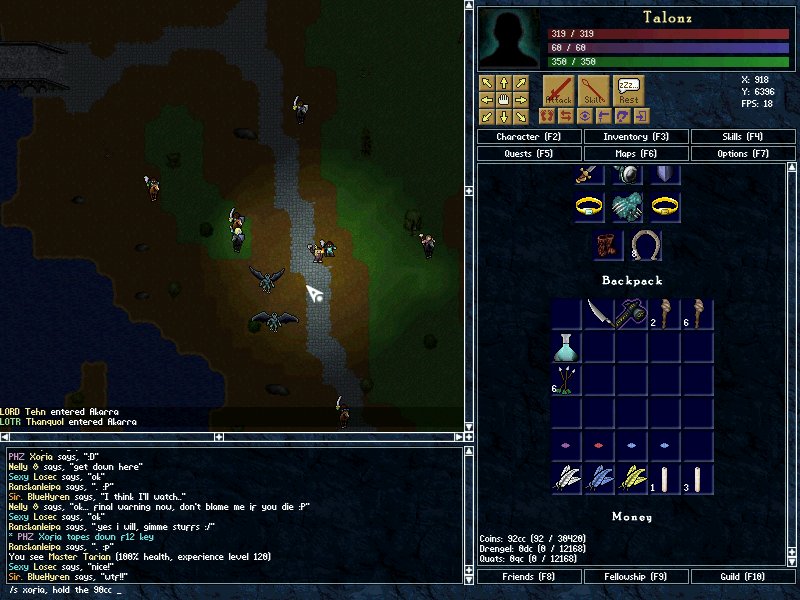 Talonz
319 / 319
60 / 60
350 / 350
Attack
Skills
zZz...
Rest
X: 918
Y: 6396
FPS: 18
Character (F2)
Inventory (F3)
Skills (F4)
Quests (F5)
Maps (F6)
Options (F7)
8
Backpack
2
6
6
1
3
Money
Coins: 92cc (92 / 30420)
Drengel: 0dc (0 / 12168)
Quats: 0qc (0 / 12168)
Friends (F8)
Fellowship (F9)
Guild (F10)
LORD Tehn entered Akarra
LOTR Thanquol entered Akarra
PHZ Xoria says, ":D"
Nelly says, "get down here"
Sexy Losec says, "ok"
Ranskanleipa says, ". :P"
Sir. BlueHyren says, "I think I'll watch.."
Nelly says, "ok... final warning now, don't blame me if you die :P"
Sexy Losec says, "ok"
Ranskanleipa says, "yes i will, gimme stuffs :/"
* PHZ Xoria tapes down f12 key
Ranskanleipa says, ". :p"
You see Master Tarian (100% health, experience level 120)
Sexy Losec says, "nice!"
Sir. BlueHyren says, "wtf!!"
/s xoria, hold the 90cc _